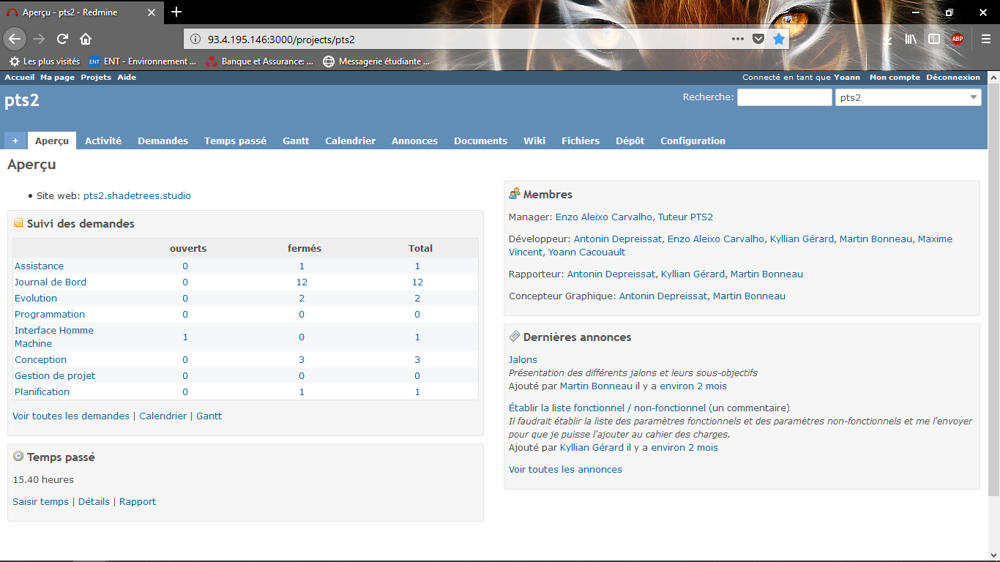 Aperçu - pts2 - Redmine
93.4.195.146:3000/projects/pts2
ABP
Les plus visités
ENT ENT - Environnement ...
Banque et Assurance: ...
Messagerie étudiante ...
Accueil Ma page Projets Aide
Connecté en tant que Yoann Mon compte Déconnexion
pts2
Recherche: pts2
+ Aperçu Activité Demandes Temps passé Gantt Calendrier Annonces Documents Wiki Fichiers Dépôt Configuration
Aperçu
• Site web: pts2.shadetrees.studio
Suivi des demandes
ouverts fermés Total
Assistance 0 1 1
Journal de Bord 0 12 12
Evolution 0 2 2
Programmation 0 0 0
Interface Homme
Machine 1 0 1
Conception 0 3 3
Gestion de projet 0 0 0
Planification 0 1 1
Voir toutes les demandes | Calendrier | Gantt
Temps passé
15.40 heures
Saisir temps | Détails | Rapport
Membres
Manager: Enzo Aleixo Carvalho, Tuteur PTS2
Développeur: Antonin Depreissat, Enzo Aleixo Carvalho, Kyllian Gérard, Martin Bonneau, Maxime
Vincent, Yoann Cacouault
Rapporteur: Antonin Depreissat, Kyllian Gérard, Martin Bonneau
Concepteur Graphique: Antonin Depreissat, Martin Bonneau
Dernières annonces
Jalons
Présentation des différents jalons et leurs sous-objectifs
Ajouté par Martin Bonneau il y a environ 2 mois
Établir la liste fonctionnel / non-fonctionnel (un commentaire)
Il faudrait établir la liste des paramètres fonctionnels et des paramètres non-fonctionnels et me l'envoyer
pour que je puisse l'ajouter au cahier des charges.
Ajouté par Kyllian Gérard il y a environ 2 mois
Voir toutes les annonces